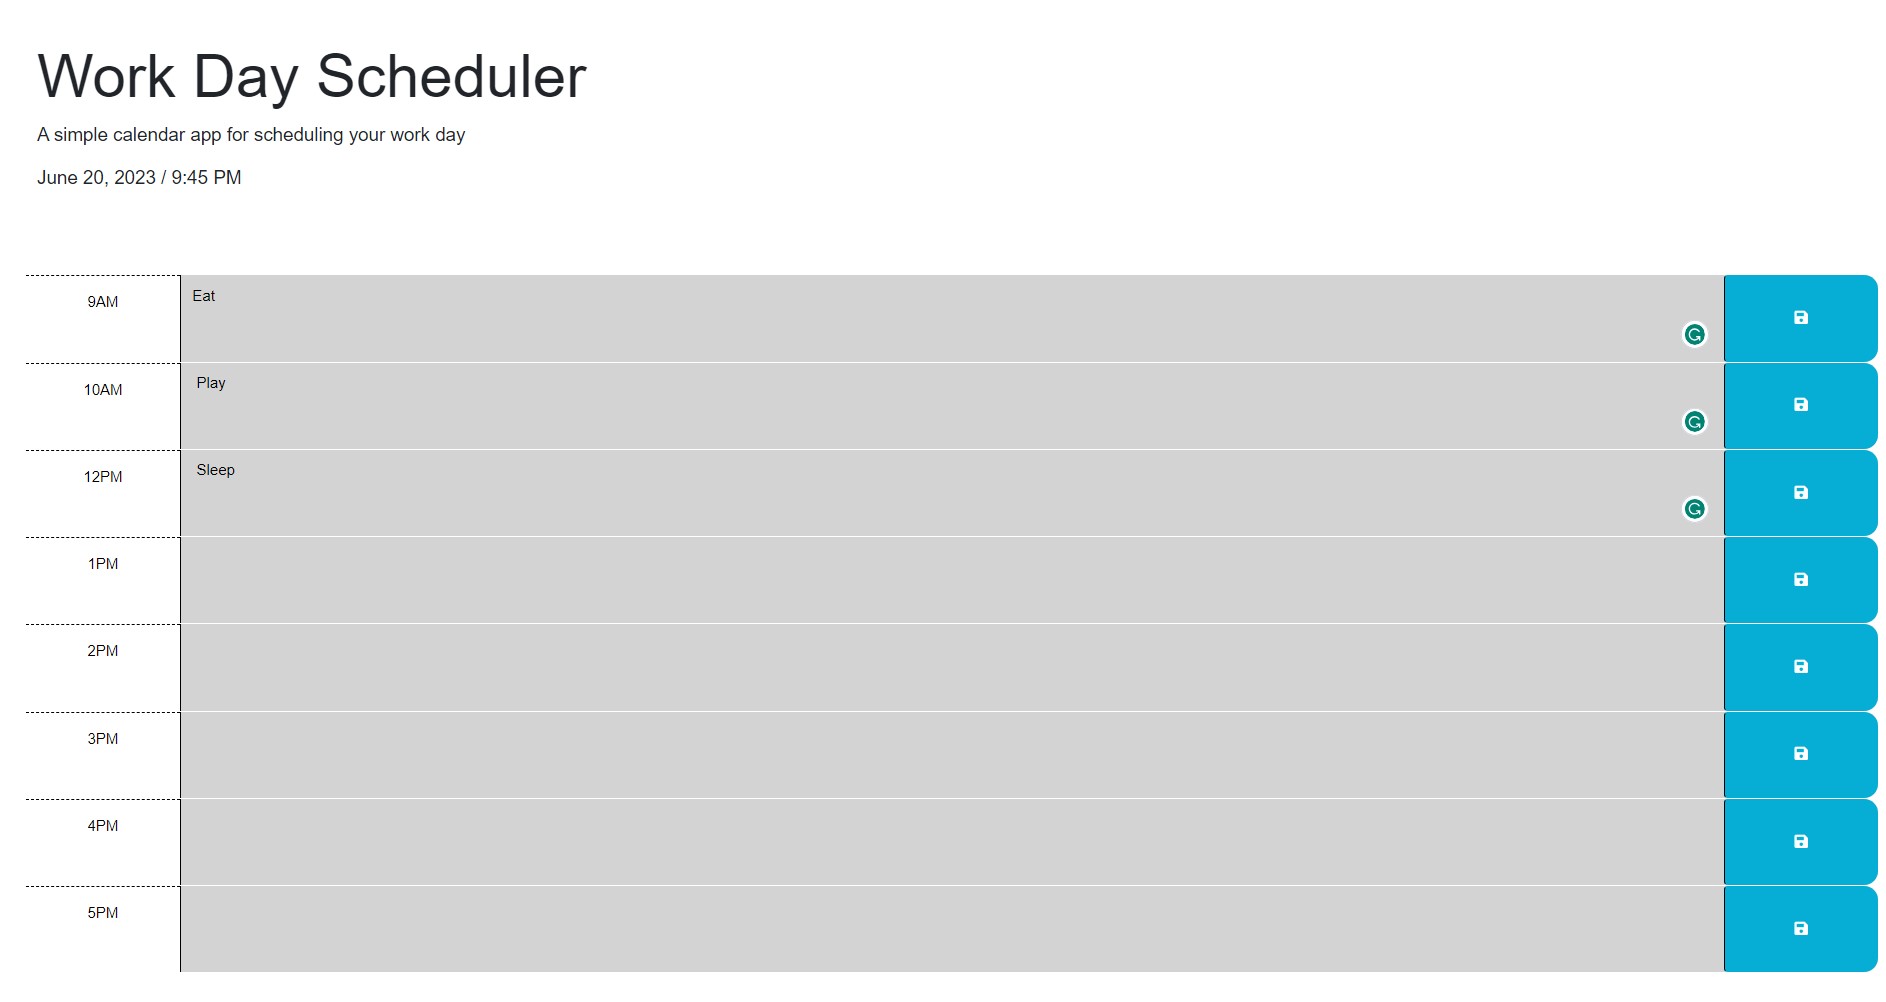 Work Day Scheduler
A simple calendar app for scheduling your work day
June 20, 2023 / 9:45 PM
9AM
Eat
10AM
Play
12PM
Sleep
1PM
2PM
3PM
4PM
5PM